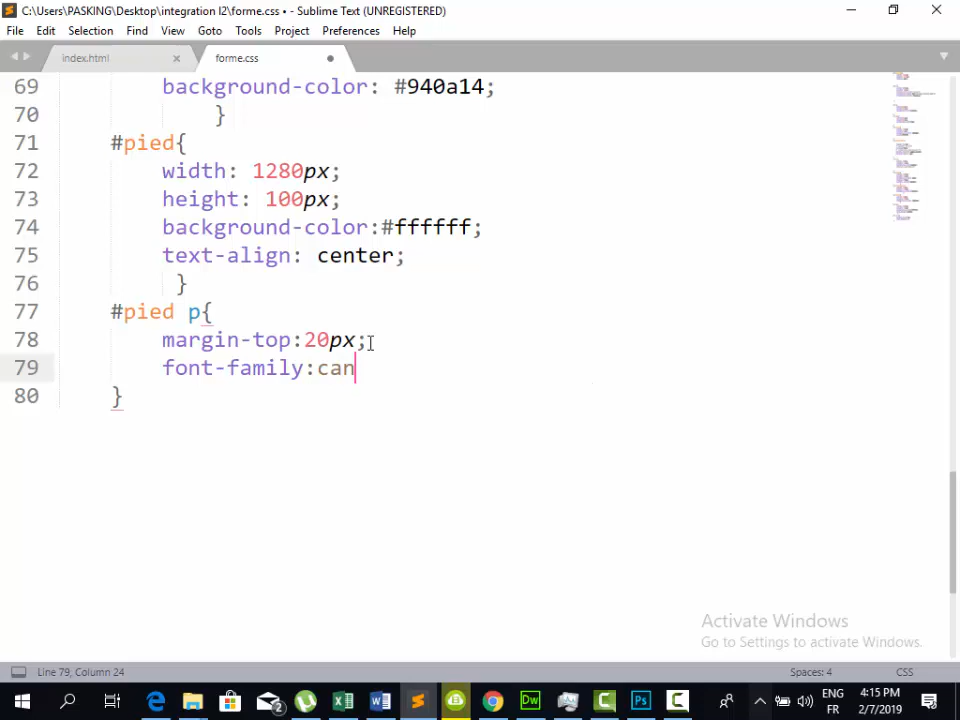 C:\Users\PASKING\Desktop\integration l2\forme.css • - Sublime Text (UNREGISTERED)
File Edit Selection Find View Goto Tools Project Preferences Help
index.html forme.css
69 background-color: #940a14;
70 }
71 #pied{
72 width: 1280px;
73 height: 100px;
74 background-color:#ffffff;
75 text-align: center;
76 }
77 #pied p{
78 margin-top:20px;
79 font-family:can
80 }
Activate Windows
Go to Settings to activate Windows.
Line 79, Column 24 Spaces: 4 CSS
ENG 4:15 PM
FR 2/7/2019